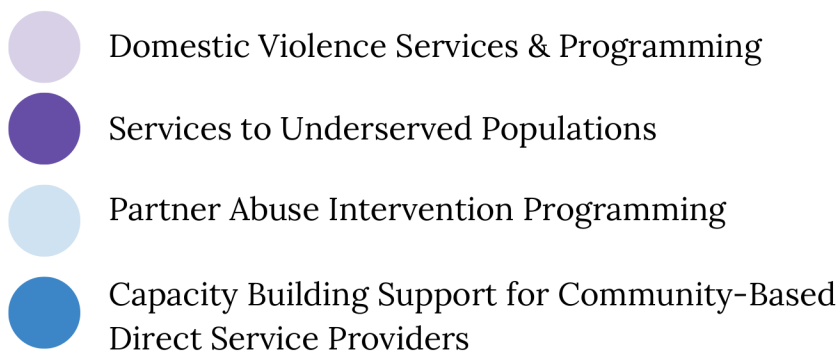 Domestic Violence Services & Programming
Services to Underserved Populations
Partner Abuse Intervention Programming
Capacity Building Support for Community-Based
Direct Service Providers